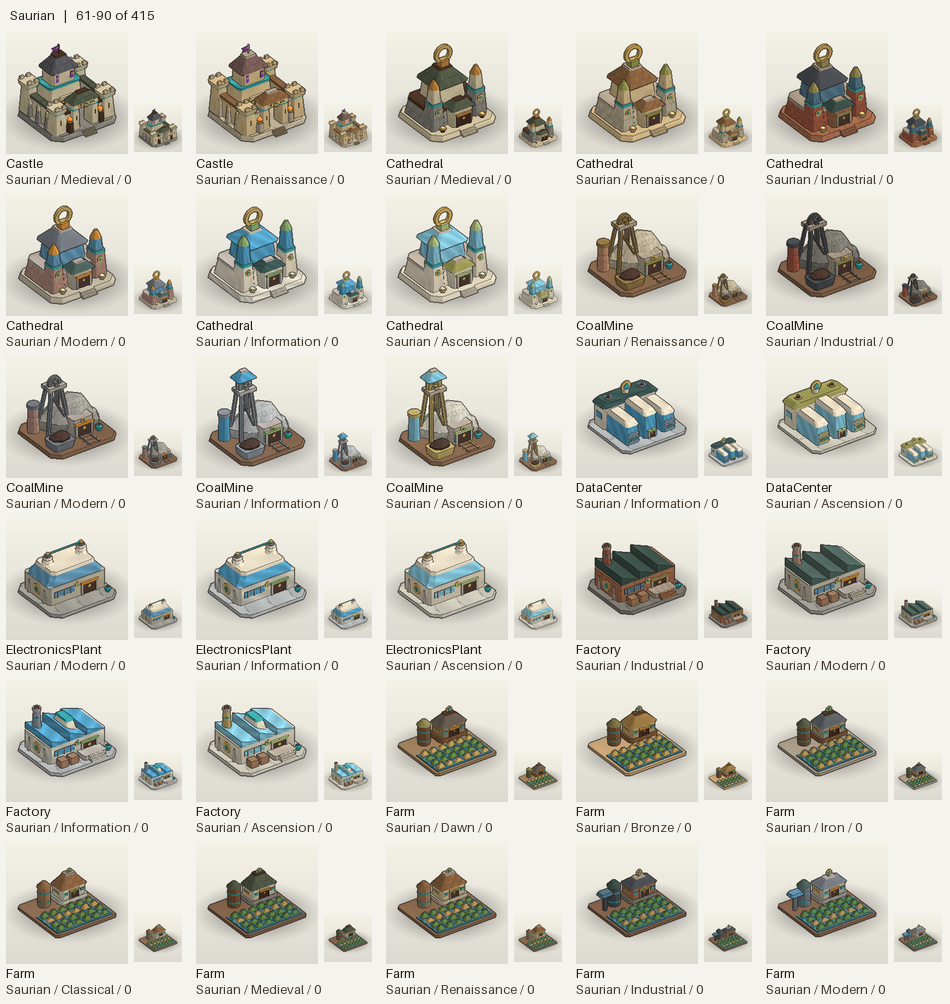 Saurian | 61-90 of 415
Castle
Saurian / Medieval / 0
Castle
Saurian / Renaissance / 0
Cathedral
Saurian / Medieval / 0
Cathedral
Saurian / Renaissance / 0
Cathedral
Saurian / Industrial / 0
Cathedral
Saurian / Modern / 0
Cathedral
Saurian / Information / 0
Cathedral
Saurian / Ascension / 0
CoalMine
Saurian / Renaissance / 0
CoalMine
Saurian / Industrial / 0
CoalMine
Saurian / Modern / 0
CoalMine
Saurian / Information / 0
CoalMine
Saurian / Ascension / 0
DataCenter
Saurian / Information / 0
DataCenter
Saurian / Ascension / 0
ElectronicsPlant
Saurian / Modern / 0
ElectronicsPlant
Saurian / Information / 0
ElectronicsPlant
Saurian / Ascension / 0
Factory
Saurian / Industrial / 0
Factory
Saurian / Modern / 0
Factory
Saurian / Information / 0
Factory
Saurian / Ascension / 0
Farm
Saurian / Dawn / 0
Farm
Saurian / Bronze / 0
Farm
Saurian / Iron / 0
Farm
Saurian / Classical / 0
Farm
Saurian / Medieval / 0
Farm
Saurian / Renaissance / 0
Farm
Saurian / Industrial / 0
Farm
Saurian / Modern / 0